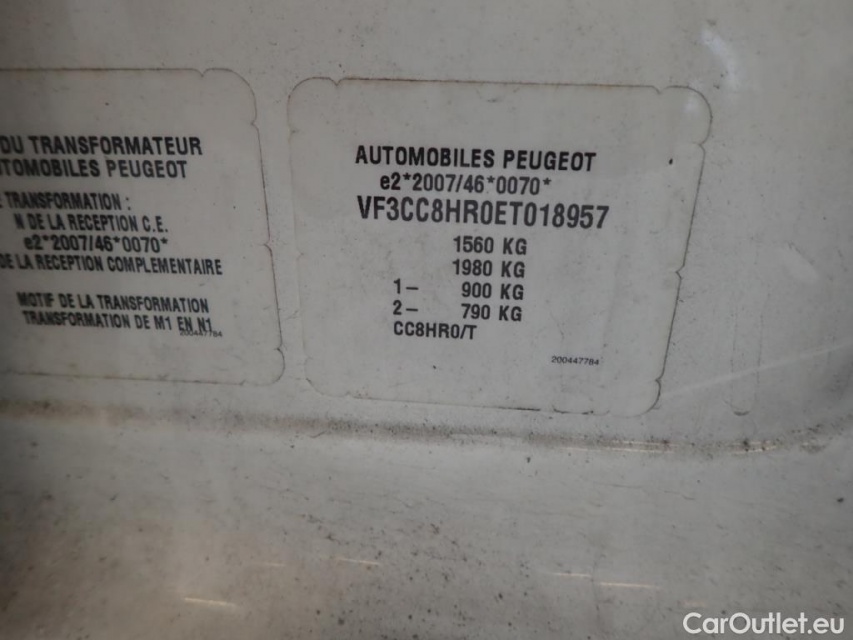 DU TRANSFORMATEUR
AUTOMOBILES PEUGEOT
TRANSFORMATION :
N DE LA RECEPTION C.E.
e2*2007/46*0070*
DE LA RECEPTION COMPLEMENTAIRE
MOTIF DE LA TRANSFORMATION
TRANSFORMATION DE M1 EN N1
200447784
AUTOMOBILES PEUGEOT
e2*2007/46*0070*
VF3CC8HR0ET018957
1560 KG
1980 KG
1– 900 KG
2– 790 KG
CC8HR0/T
200447784
CarOutlet.eu